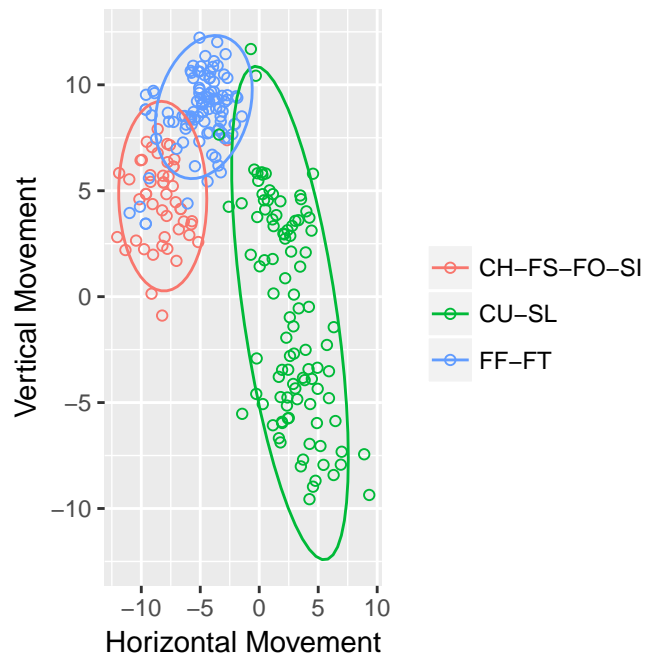 Vertical Movement
10
5
0
−5
−10
−10 −5 0 5 10
Horizontal Movement
CH−FS−FO−SI
CU−SL
FF−FT